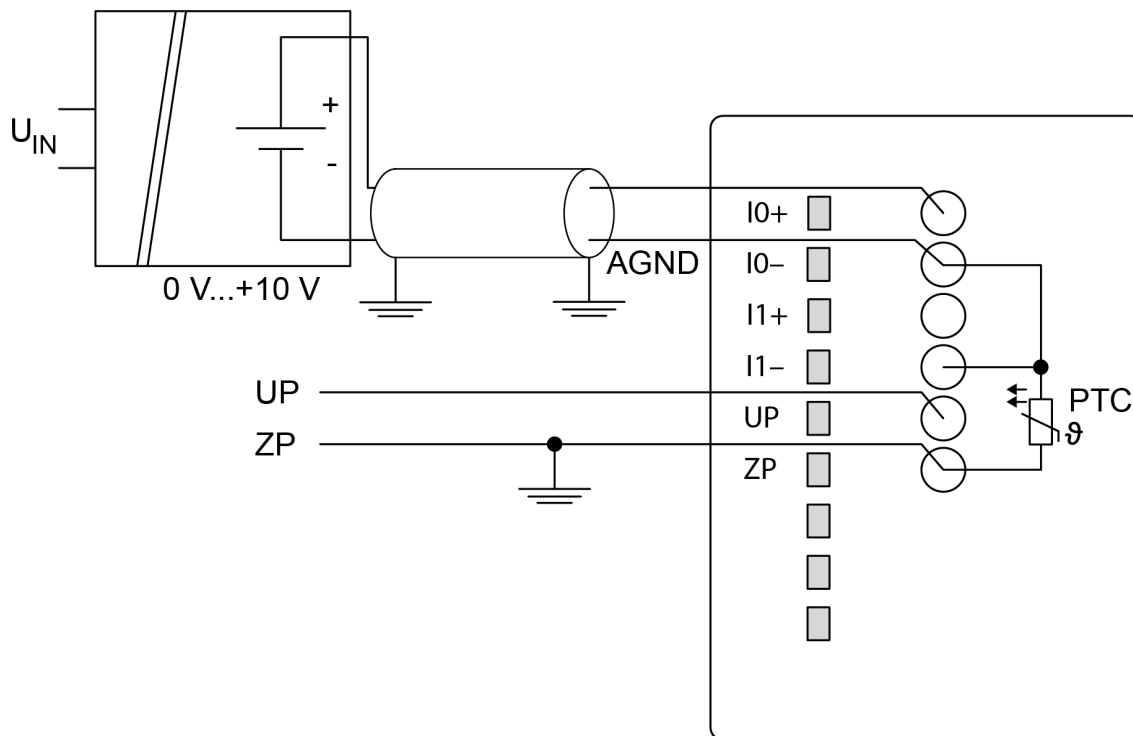 +
U_IN
-
0 V...+10 V
AGND
I0+
I0–
I1+
I1–
UP
UP
PTC
ϑ
ZP
ZP